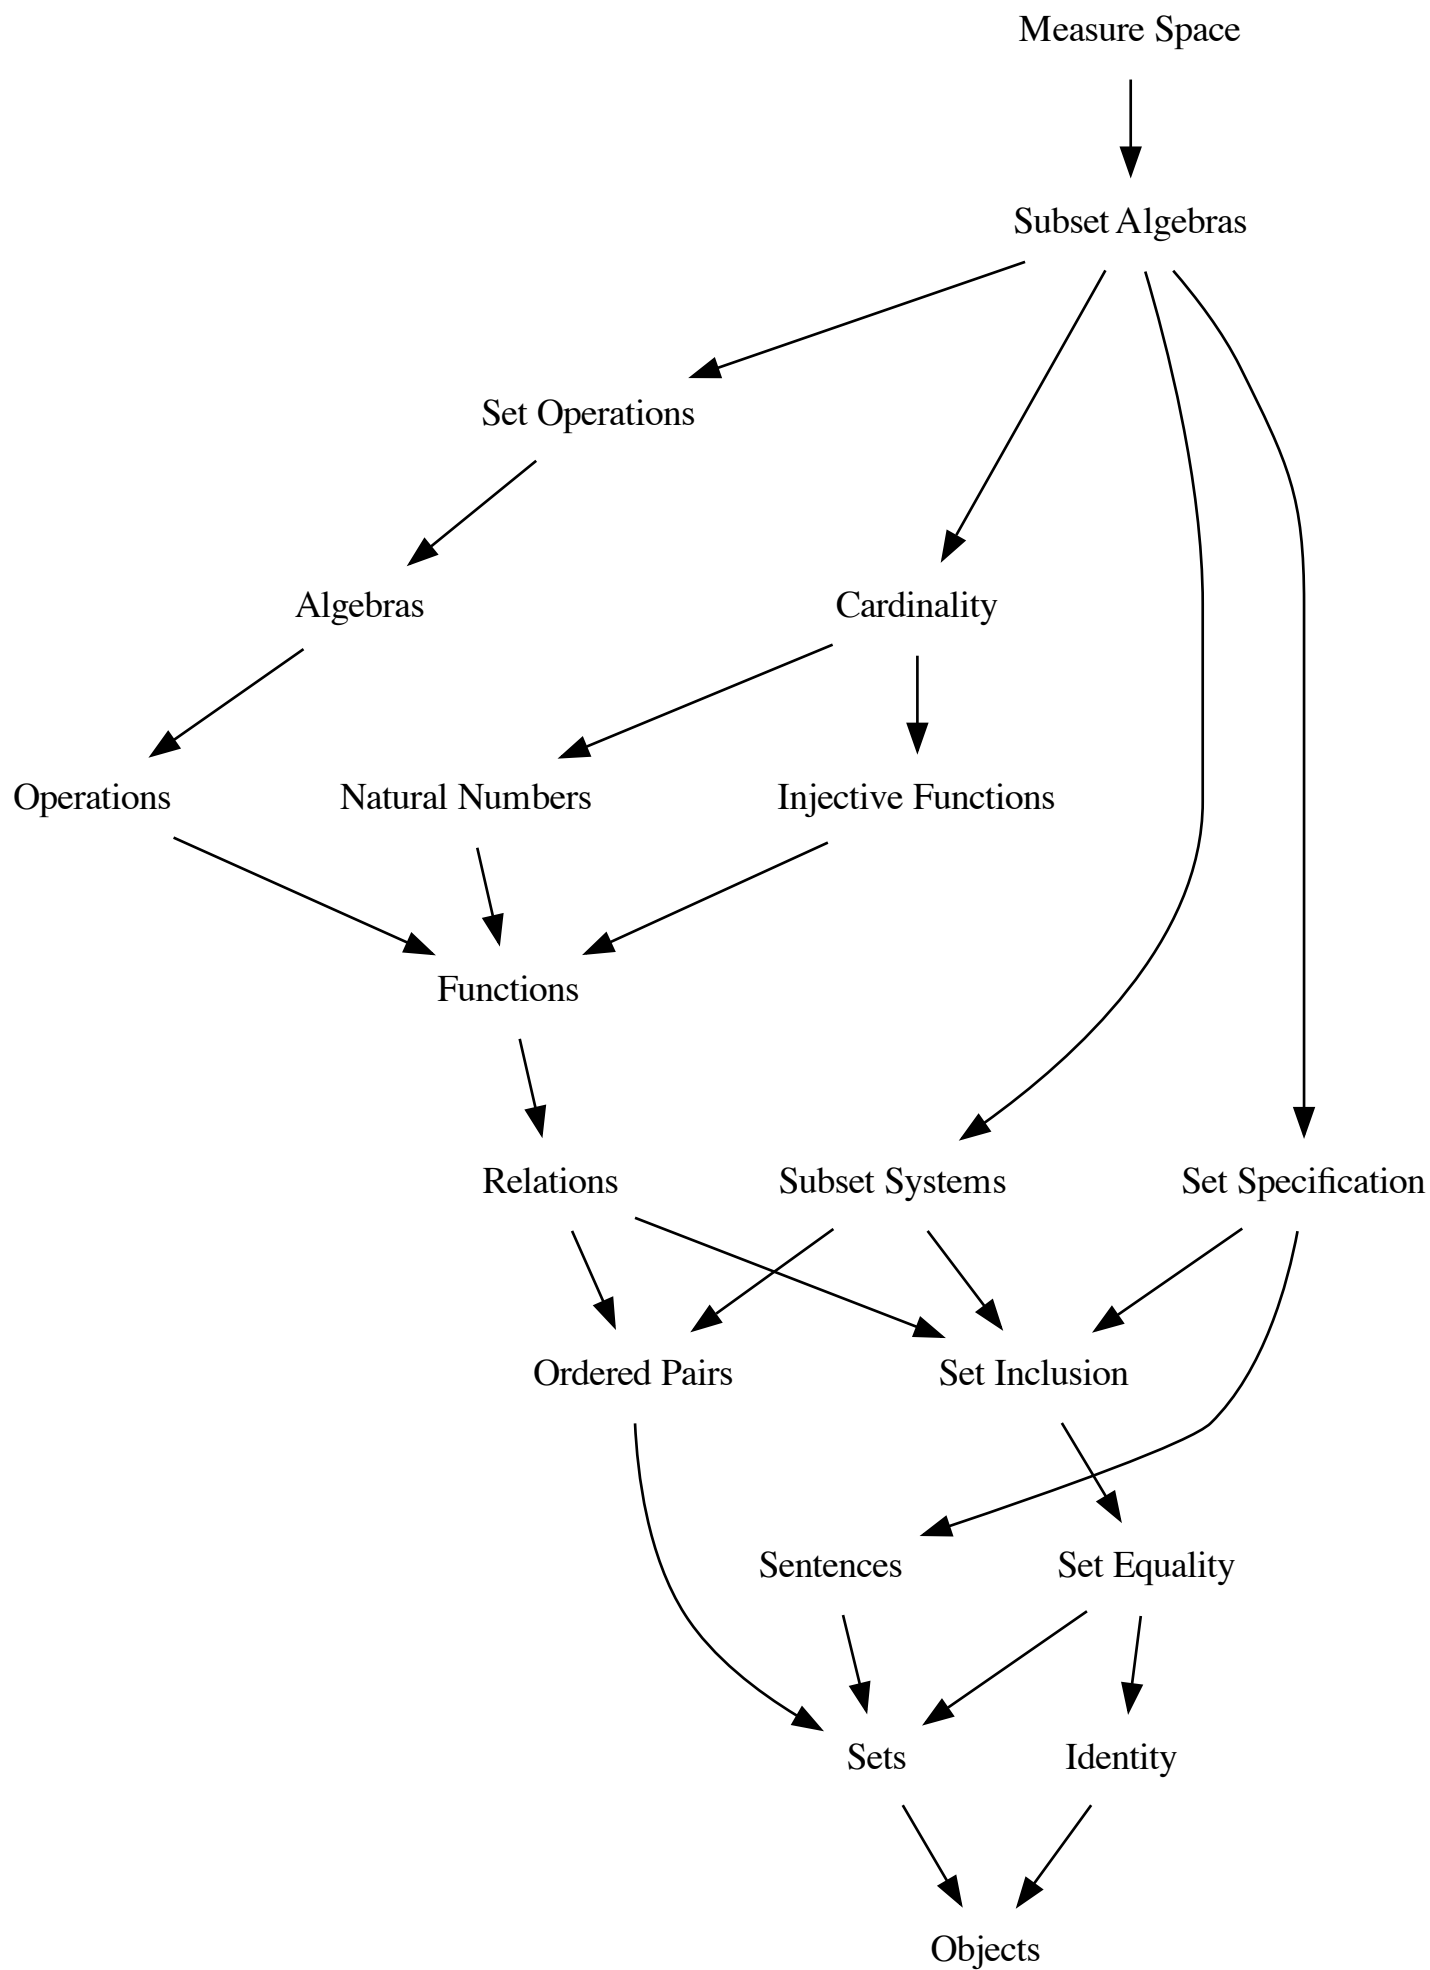 Measure Space
Subset Algebras
Set Operations
Algebras
Cardinality
Operations
Natural Numbers
Injective Functions
Functions
Relations
Subset Systems
Set Specification
Ordered Pairs
Set Inclusion
Sentences
Set Equality
Sets
Identity
Objects